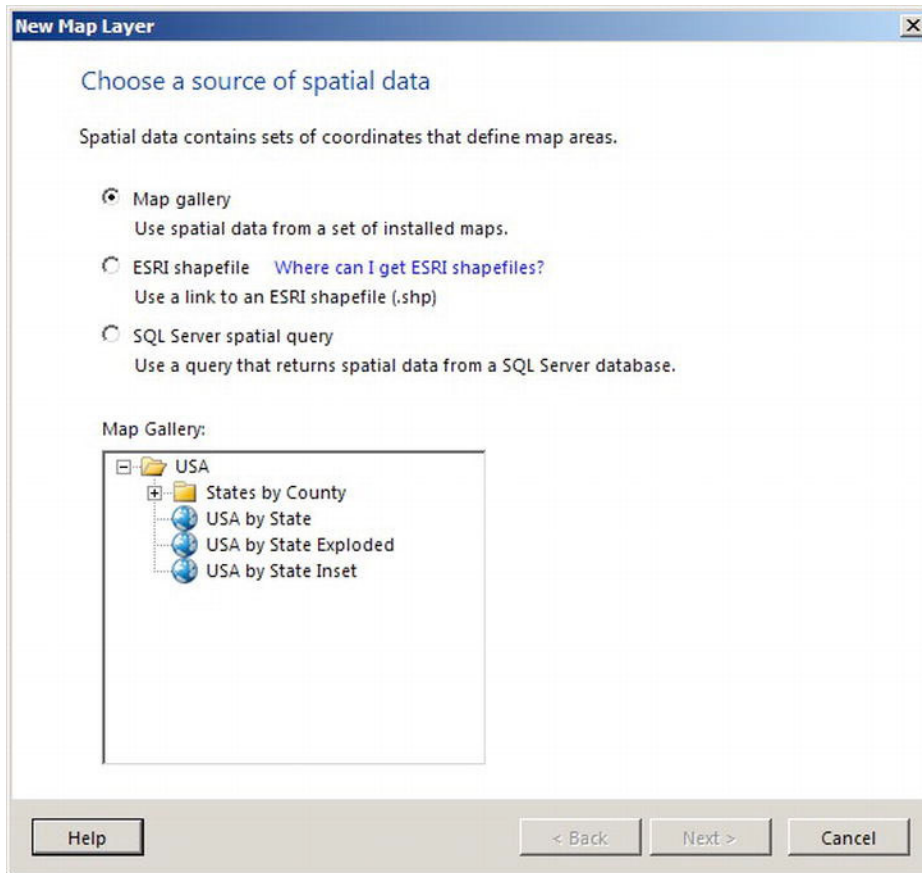 New Map Layer
Choose a source of spatial data
Spatial data contains sets of coordinates that define map areas.
Map gallery
Use spatial data from a set of installed maps.
ESRI shapefile Where can I get ESRI shapefiles?
Use a link to an ESRI shapefile (.shp)
SQL Server spatial query
Use a query that returns spatial data from a SQL Server database.
Map Gallery:
USA
States by County
USA by State
USA by State Exploded
USA by State Inset
Help < Back Next > Cancel